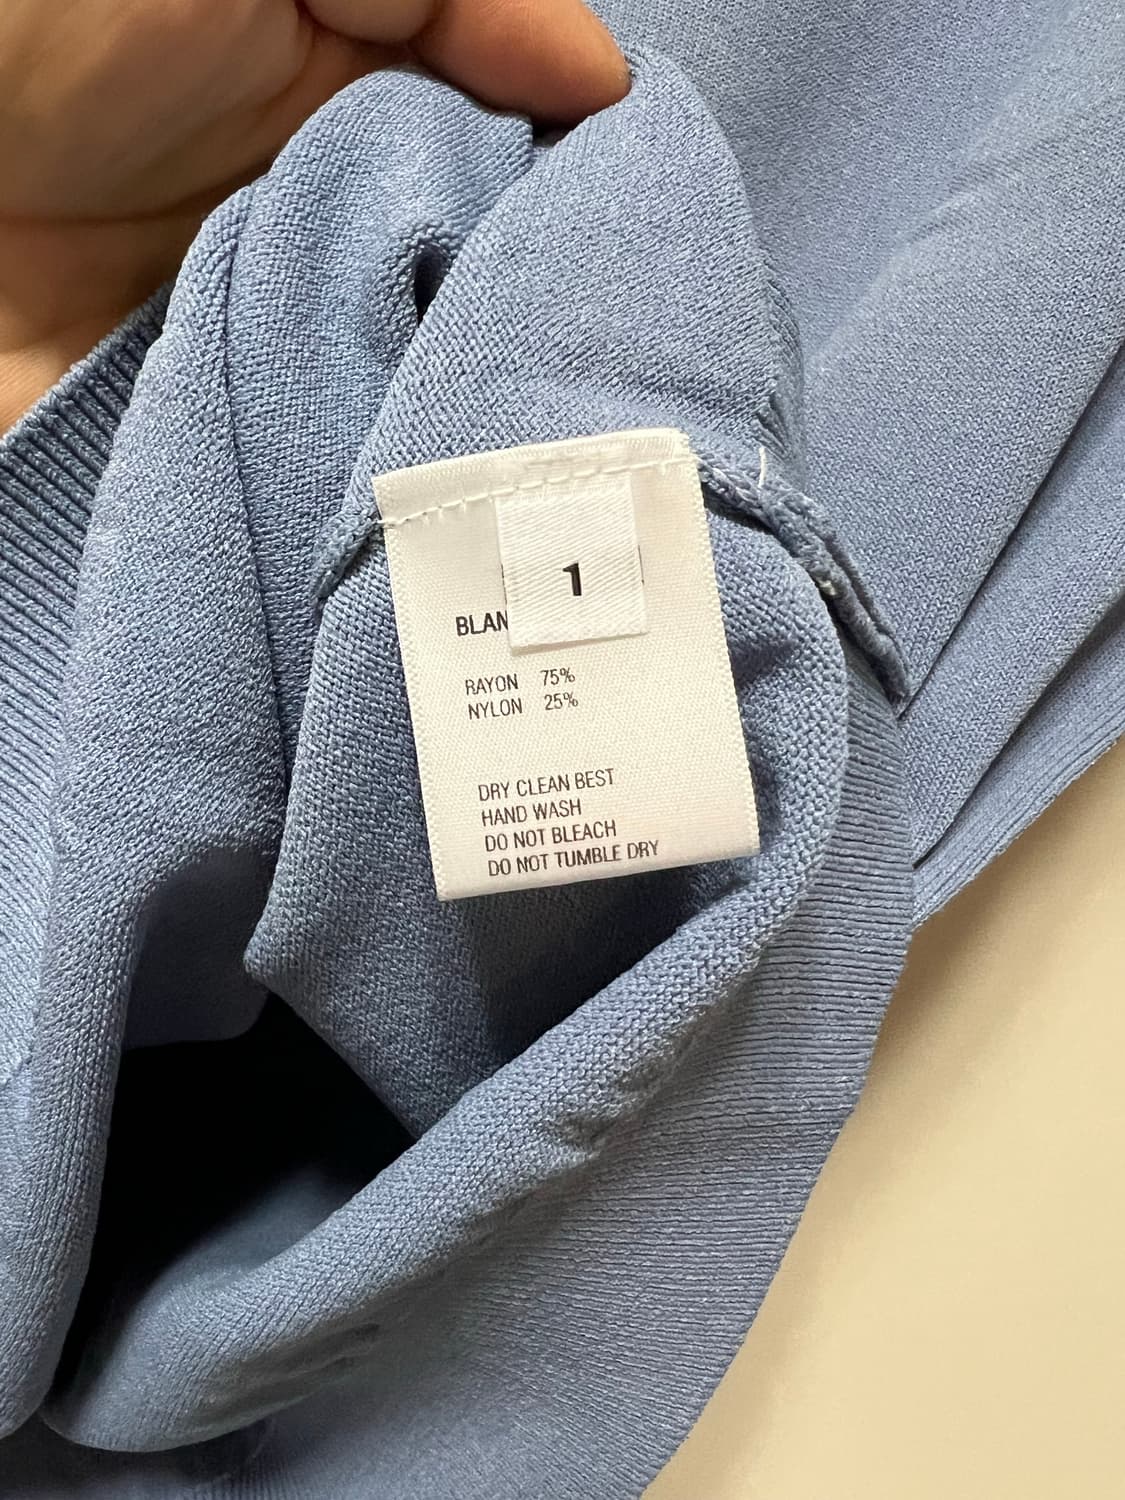 1
BLAN
RAYON 75%
NYLON 25%
DRY CLEAN BEST
HAND WASH
DO NOT BLEACH
DO NOT TUMBLE DRY